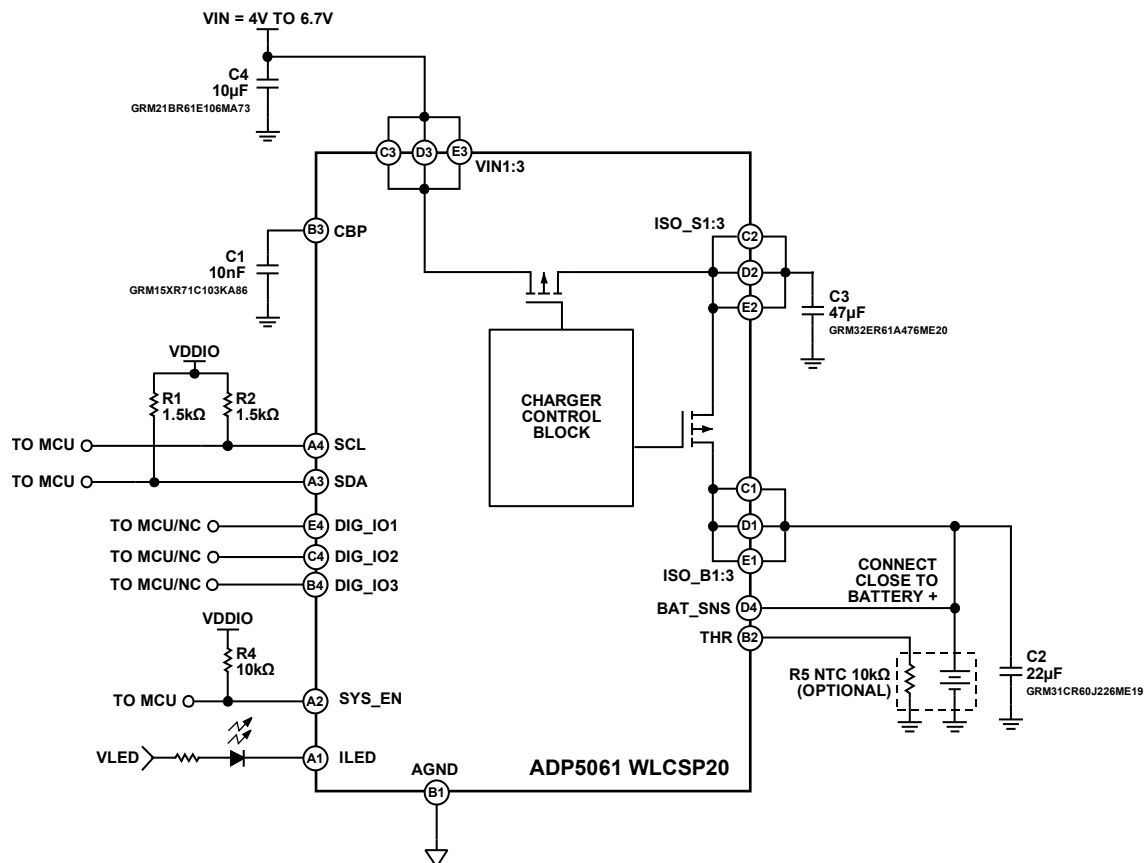 VIN = 4V TO 6.7V
C4
10µF
GRM21BR61E106MA73
C3
D3
E3
VIN1:3
B3
CBP
C1
10nF
GRM15XR71C103KA86
ISO_S1:3
C2
D2
E2
C3
47µF
GRM32ER61A476ME20
VDDIO
R1
1.5kΩ
R2
1.5kΩ
CHARGER
CONTROL
BLOCK
TO MCU
A4
SCL
TO MCU
A3
SDA
TO MCU/NC
E4
DIG_IO1
TO MCU/NC
C4
DIG_IO2
TO MCU/NC
B4
DIG_IO3
C1
D1
E1
ISO_B1:3
CONNECT
CLOSE TO
BATTERY +
BAT_SNS
D4
THR
B2
VDDIO
R4
10kΩ
R5 NTC 10kΩ
(OPTIONAL)
C2
22µF
GRM31CR60J226ME19
TO MCU
A2
SYS_EN
VLED
A1
ILED
AGND
B1
ADP5061 WLCSP20